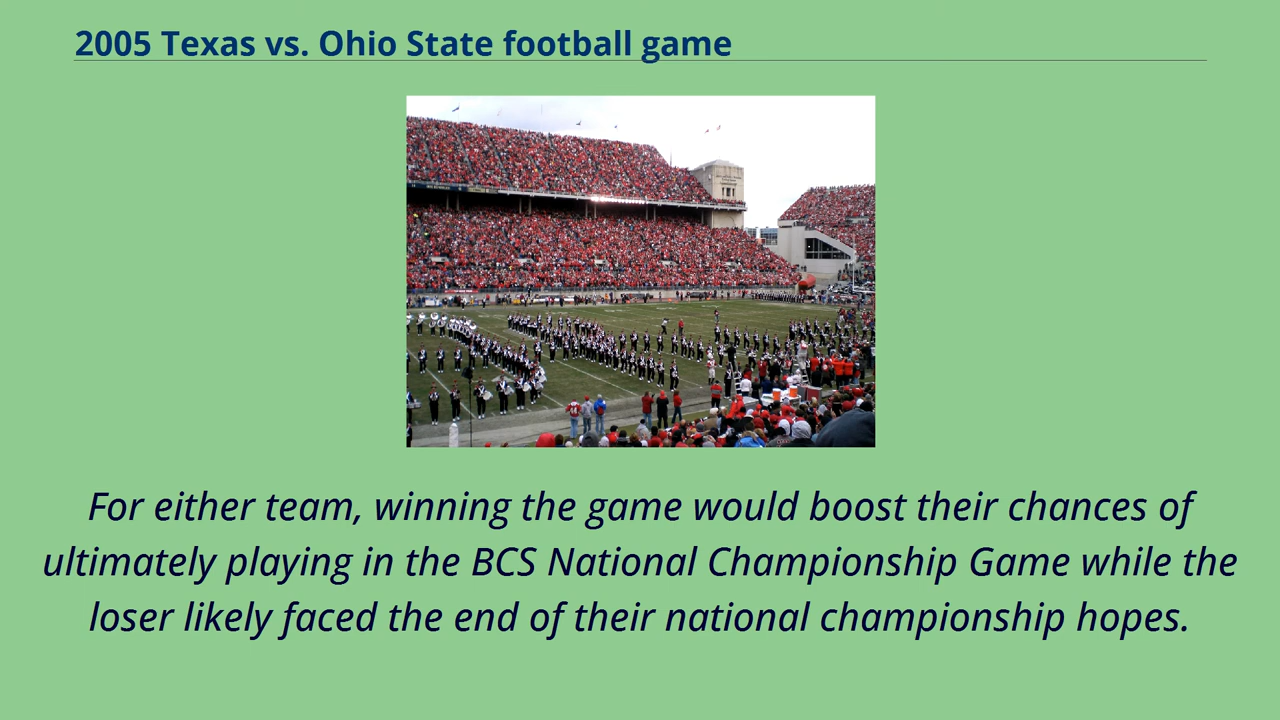 2005 Texas vs. Ohio State football game
For either team, winning the game would boost their chances of
ultimately playing in the BCS National Championship Game while the
loser likely faced the end of their national championship hopes.